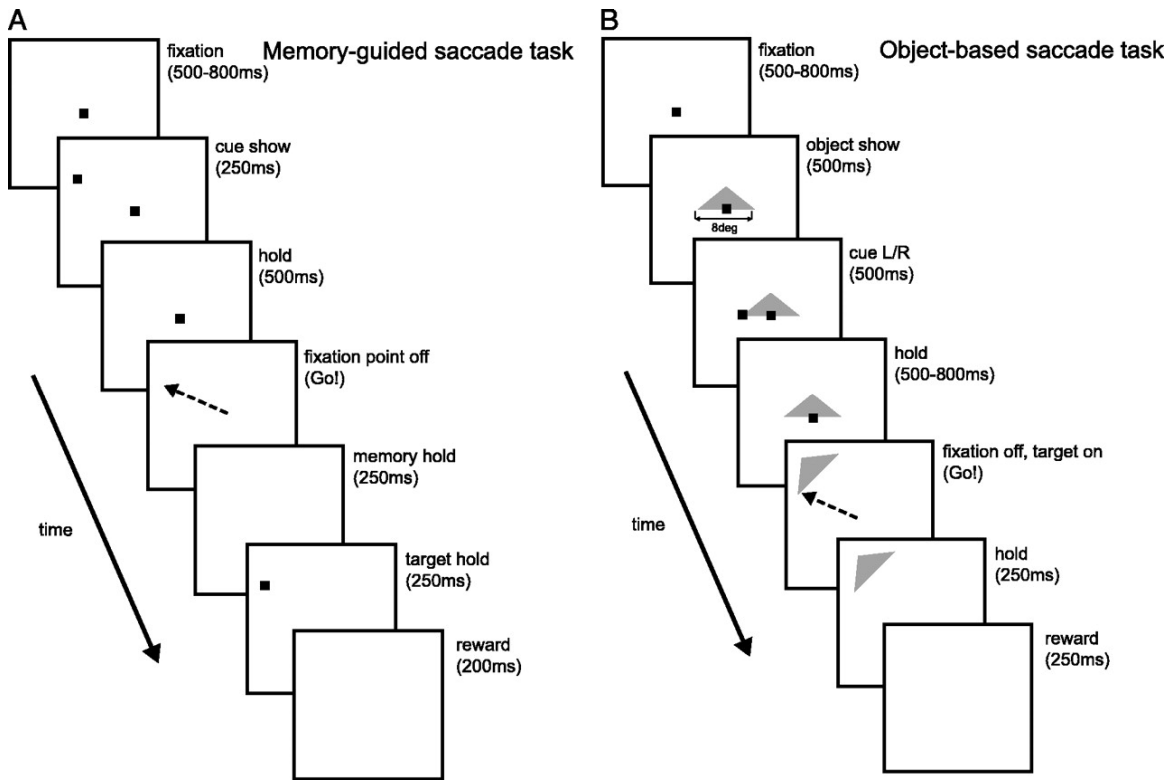 A
Memory-guided saccade task
fixation
(500-800ms)
cue show
(250ms)
hold
(500ms)
fixation point off
(Go!)
memory hold
(250ms)
target hold
(250ms)
reward
(200ms)
time
B
Object-based saccade task
fixation
(500-800ms)
object show
(500ms)
8deg
cue L/R
(500ms)
hold
(500-800ms)
fixation off, target on
(Go!)
hold
(250ms)
reward
(250ms)
time